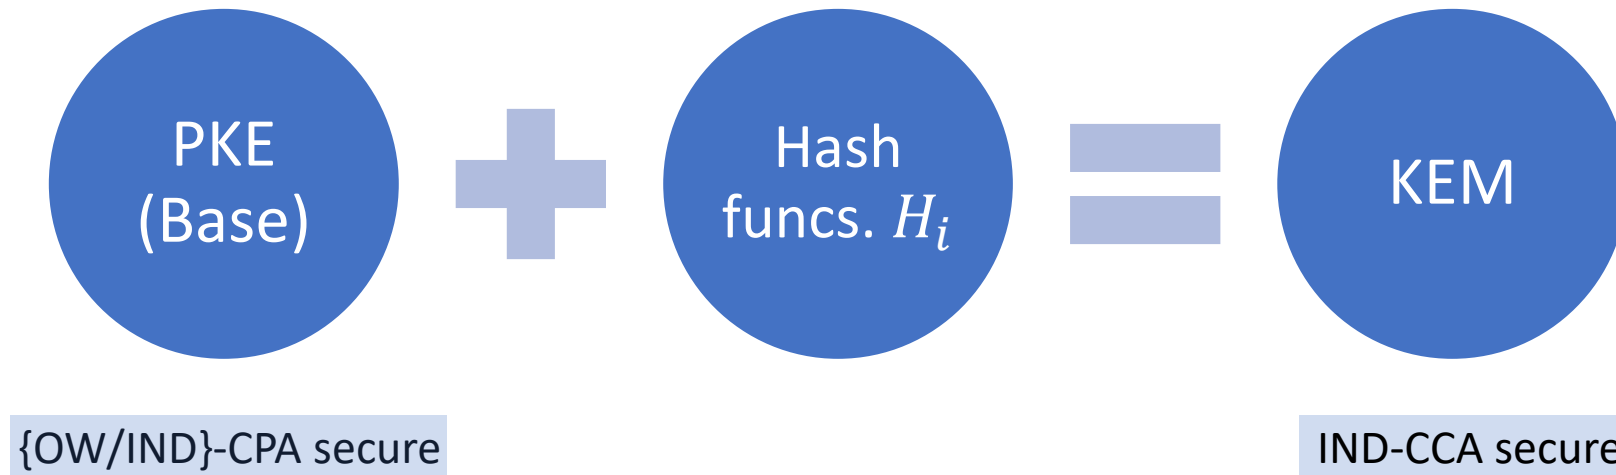 PKE
(Base)
Hash
funcs. H_i
KEM
{OW/IND}-CPA secure
IND-CCA secure